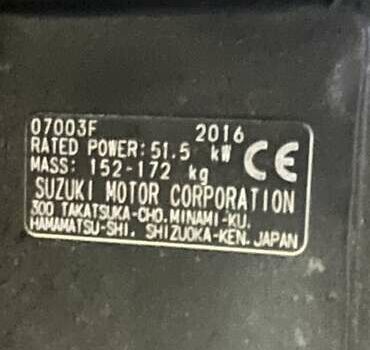 07003F 2016
RATED POWER: 51.5 kW CE
MASS: 152-172 kg
SUZUKI MOTOR CORPORATION
300 TAKATSUKA-CHO. MINAMI-KU.
HAMAMATSU-SHI. SHIZUOKA-KEN. JAPAN